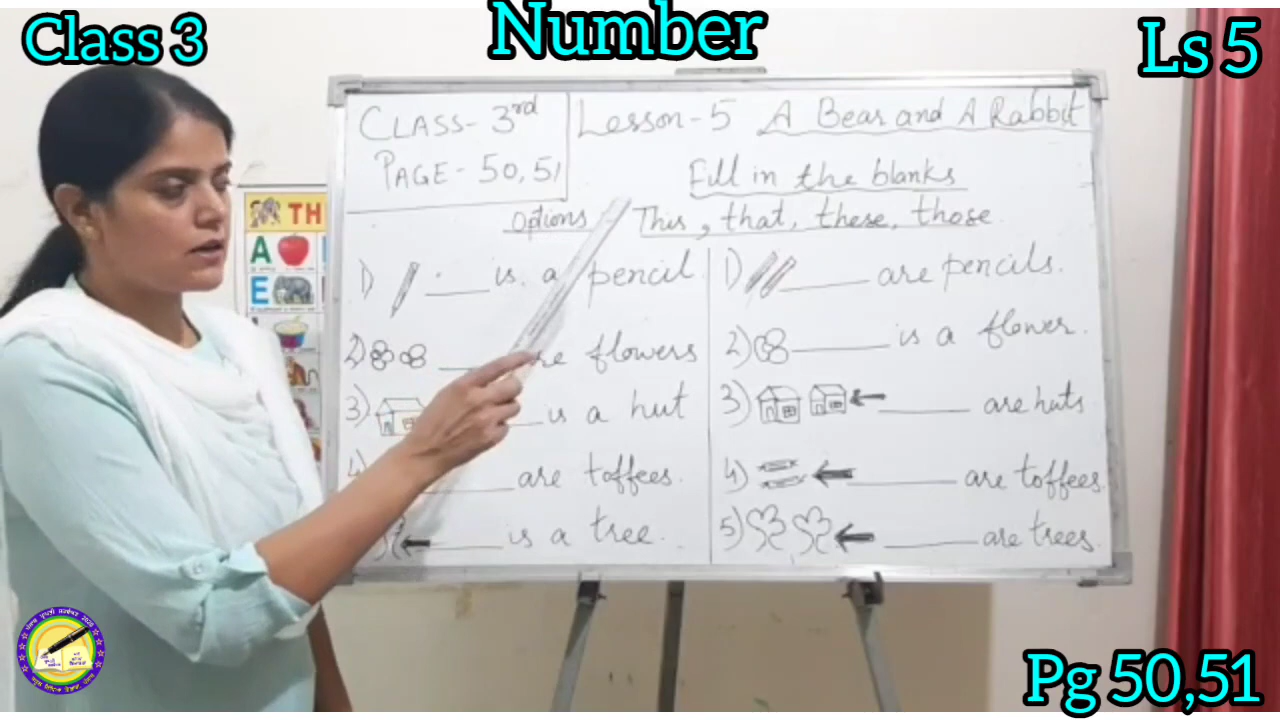 Class 3
Number
Ls 5
CLASS - 3rd
PAGE - 50, 51
Lesson - 5 A Bear and A Rabbit
Fill in the blanks
Options This, that, these, those.
TH
A
E
1) ____ is a pencil
2) ____ are flowers
3) ____ is a hut
4) ____ are toffees.
____ is a tree.
1) ____ are pencils.
2) ____ is a flower.
3) ____ are huts
4) ____ are toffees
5) ____ are trees.
Pg 50,51